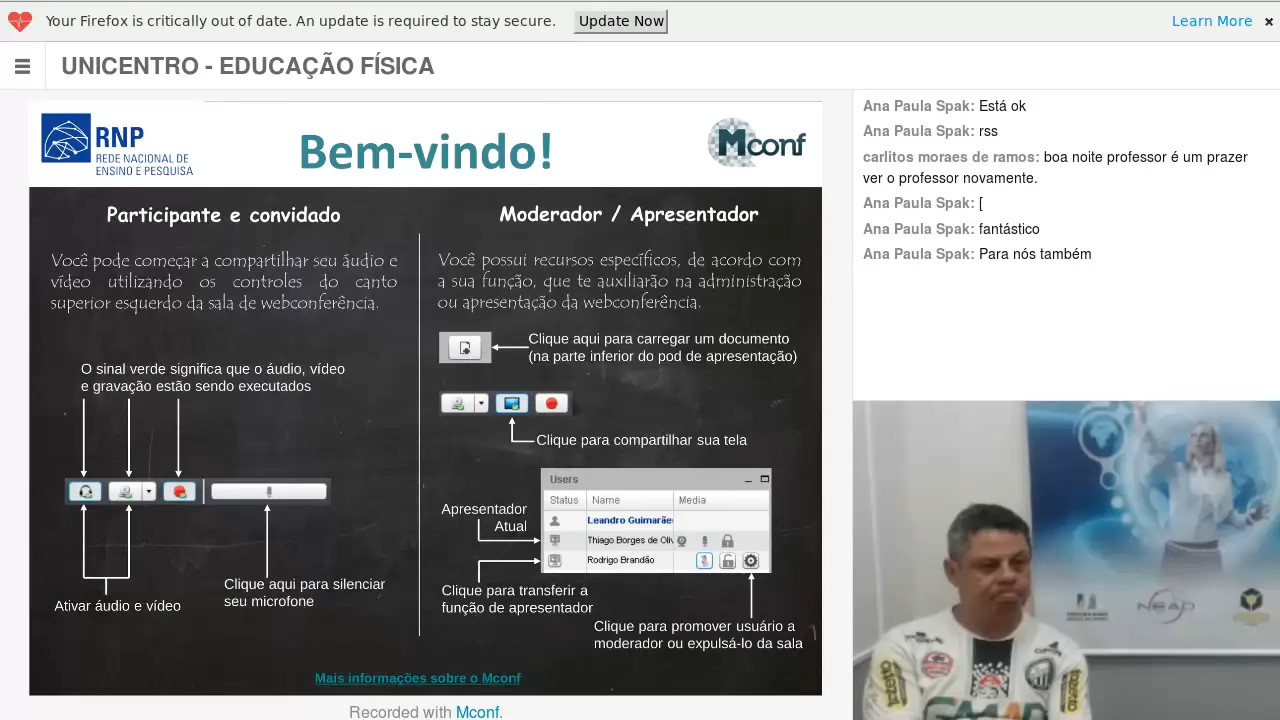 Your Firefox is critically out of date. An update is required to stay secure.
Update Now
Learn More
UNICENTRO - EDUCAÇÃO FÍSICA
RNP
REDE NACIONAL DE
ENSINO E PESQUISA
Bem-vindo!
Mconf
Participante e convidado
Você pode começar a compartilhar seu áudio e
vídeo utilizando os controles do canto
superior esquerdo da sala de webconferência.
O sinal verde significa que o áudio, vídeo
e gravação estão sendo executados
Ativar áudio e vídeo
Clique aqui para silenciar
seu microfone
Moderador / Apresentador
Você possui recursos específicos, de acordo com
a sua função, que te auxiliarão na administração
ou apresentação da webconferência.
Clique aqui para carregar um documento
(na parte inferior do pod de apresentação)
Clique para compartilhar sua tela
Users
Status Name Media
Leandro Guimarães
Thiago Borges de Oliv
Rodrigo Brandão
Apresentador
Atual
Clique para transferir a
função de apresentador
Clique para promover usuário a
moderador ou expulsá-lo da sala
Mais informações sobre o Mconf
Recorded with Mconf.
Ana Paula Spak: Está ok
Ana Paula Spak: rss
carlitos moraes de ramos: boa noite professor é um prazer
ver o professor novamente.
Ana Paula Spak: [
Ana Paula Spak: fantástico
Ana Paula Spak: Para nós também
NEAD